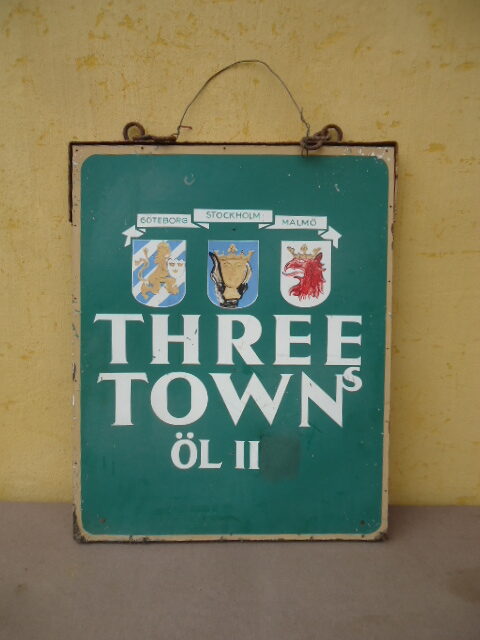 GÖTEBORG STOCKHOLM MALMÖ
THREE
TOWNS
ÖL II